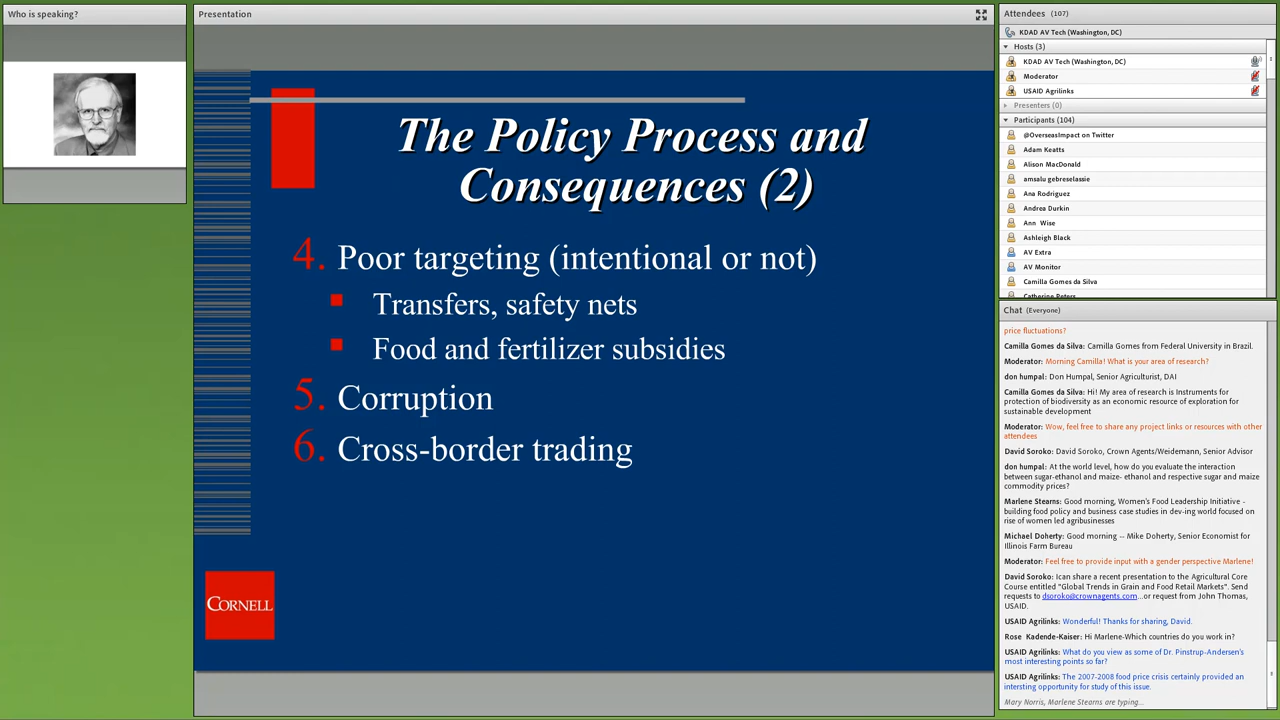 Who is speaking?
Presentation
The Policy Process and
Consequences (2)
4. Poor targeting (intentional or not)
Transfers, safety nets
Food and fertilizer subsidies
5. Corruption
6. Cross-border trading
CORNELL
Attendees (107)
KDAD AV Tech (Washington, DC)
Hosts (3)
KDAD AV Tech (Washington, DC)
Moderator
USAID Agrilinks
Presenters (0)
Participants (104)
@OverseasImpact on Twitter
Adam Keatts
Alison MacDonald
amsalu gebreselassie
Ana Rodriguez
Andrea Durkin
Ann Wise
Ashleigh Black
AV Extra
AV Monitor
Camilla Gomes da Silva
Catherine Peters
Chat (Everyone)
price fluctuations?
Camilla Gomes da Silva: Camilla Gomes from Federal University in Brazil.
Moderator: Morning Camilla! What is your area of research?
don humpal: Don Humpal, Senior Agriculturist, DAI
Camilla Gomes da Silva: Hi! My area of research is Instruments for
protection of biodiversity as an economic resource of exploration for
sustainable development
Moderator: Wow, feel free to share any project links or resources with other
attendees
David Soroko: David Soroko, Crown Agents/Weidemann, Senior Advisor
don humpal: At the world level, how do you evaluate the interaction
between sugar-ethanol and maize- ethanol and respective sugar and maize
commodity prices?
Marlene Stearns: Good morning, Women's Food Leadership Initiative -
building food policy and business case studies in dev-ing world focused on
rise of women led agribusinesses
Michael Doherty: Good morning -- Mike Doherty, Senior Economist for
Illinois Farm Bureau
Moderator: Feel free to provide input with a gender perspective Marlene!
David Soroko: Ican share a recent presentation to the Agricultural Core
Course entitled "Global Trends in Grain and Food Retail Markets". Send
requests to dsoroko@crownagents.com...or request from John Thomas,
USAID.
USAID Agrilinks: Wonderful! Thanks for sharing, David.
Rose Kadende-Kaiser: Hi Marlene-Which countries do you work in?
USAID Agrilinks: What do you view as some of Dr. Pinstrup-Andersen's
most interesting points so far?
USAID Agrilinks: The 2007-2008 food price crisis certainly provided an
intersting opportunity for study of this issue.
Mary Norris, Marlene Stearns are typing...